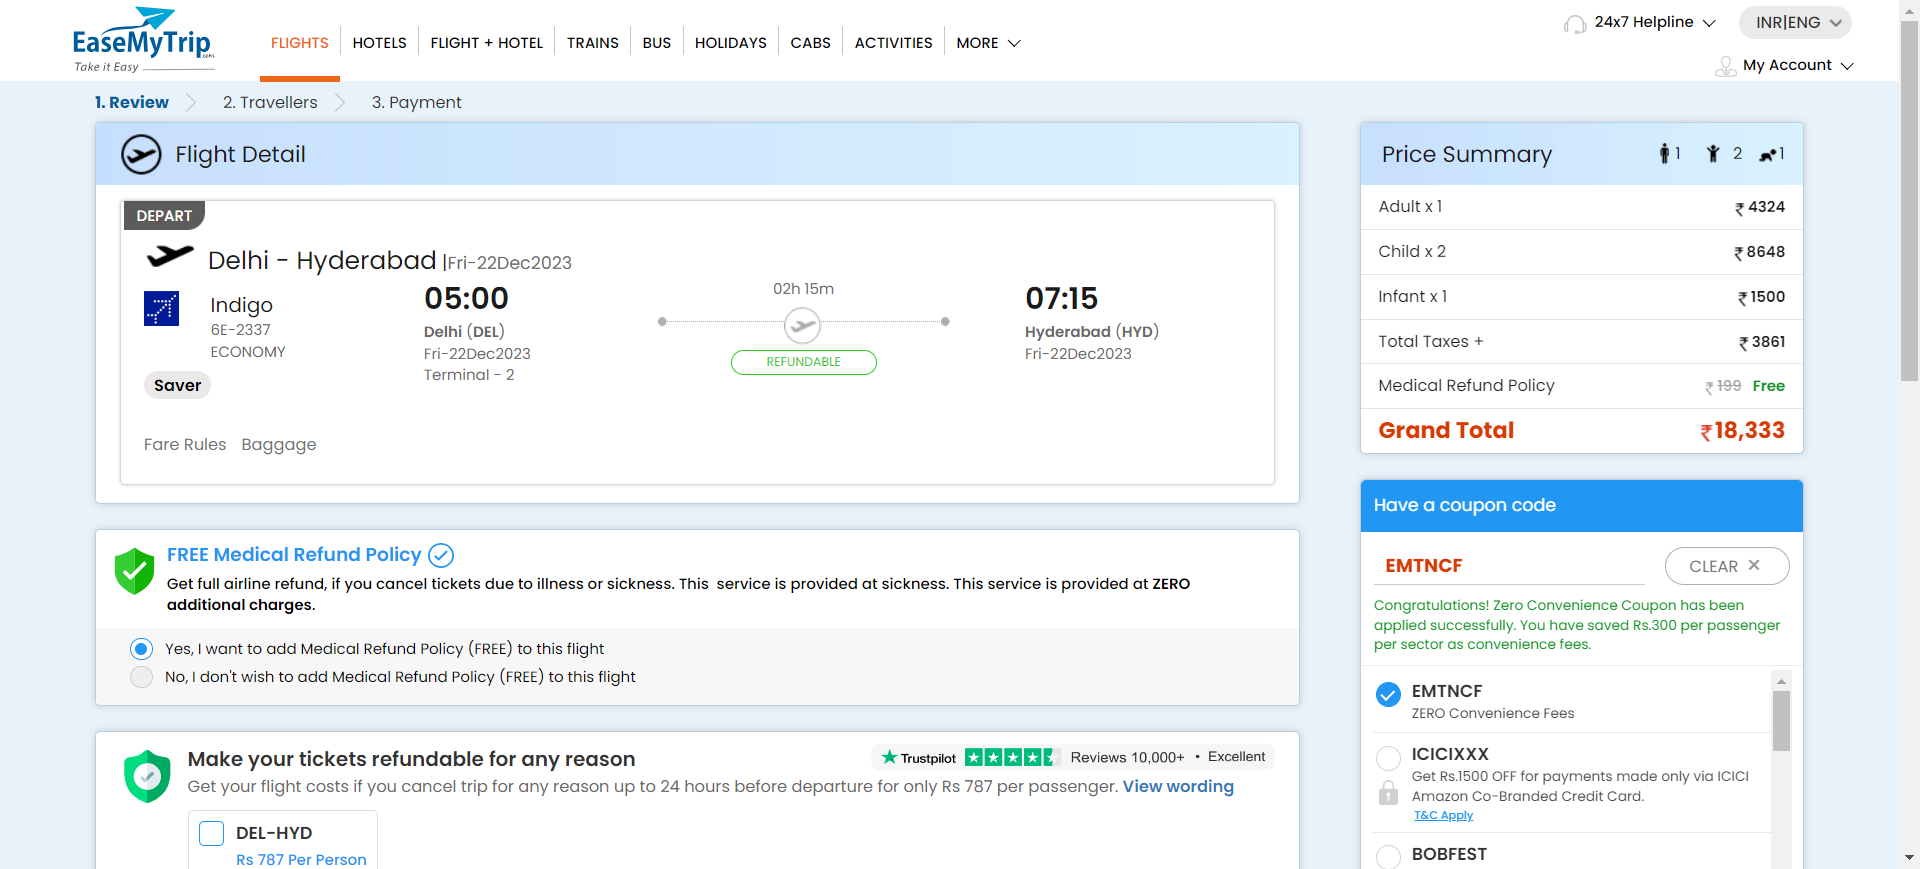 EaseMyTrip.com
Take it Easy
FLIGHTS
HOTELS
FLIGHT + HOTEL
TRAINS
BUS
HOLIDAYS
CABS
ACTIVITIES
MORE
24x7 Helpline
INR|ENG
My Account
1. Review
2. Travellers
3. Payment
Flight Detail
DEPART
Delhi - Hyderabad |Fri-22Dec2023
Indigo
6E-2337
ECONOMY
Saver
05:00
Delhi (DEL)
Fri-22Dec2023
Terminal - 2
02h 15m
REFUNDABLE
07:15
Hyderabad (HYD)
Fri-22Dec2023
Fare Rules
Baggage
FREE Medical Refund Policy
Get full airline refund, if you cancel tickets due to illness or sickness. This service is provided at sickness. This service is provided at ZERO
additional charges.
Yes, I want to add Medical Refund Policy (FREE) to this flight
No, I don't wish to add Medical Refund Policy (FREE) to this flight
Make your tickets refundable for any reason
Trustpilot
Reviews 10,000+ • Excellent
Get your flight costs if you cancel trip for any reason up to 24 hours before departure for only Rs 787 per passenger. View wording
DEL-HYD
Rs 787 Per Person
Price Summary
1
2
1
Adult x 1
₹ 4324
Child x 2
₹ 8648
Infant x 1
₹ 1500
Total Taxes +
₹ 3861
Medical Refund Policy
₹ 199 Free
Grand Total
₹ 18,333
Have a coupon code
EMTNCF
CLEAR ✕
Congratulations! Zero Convenience Coupon has been
applied successfully. You have saved Rs.300 per passenger
per sector as convenience fees.
EMTNCF
ZERO Convenience Fees
ICICIXXX
Get Rs.1500 OFF for payments made only via ICICI
Amazon Co-Branded Credit Card.
T&C Apply
BOBFEST